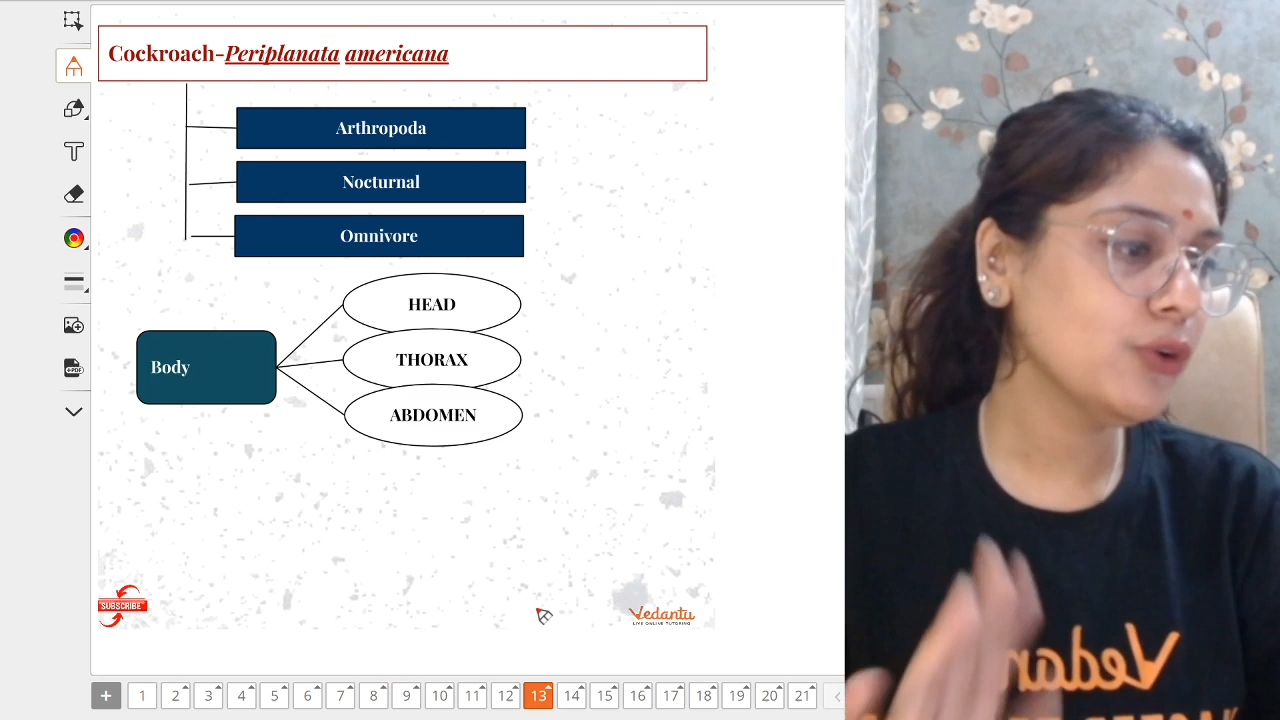 Cockroach-Periplanata americana
Arthropoda
Nocturnal
Omnivore
HEAD
THORAX
Body
ABDOMEN
SUBSCRIBE
Vedantu
LIVE ONLINE TUTORING
+ 1 2 3 4 5 6 7 8 9 10 11 12 13 14 15 16 17 18 19 20 21
PDF